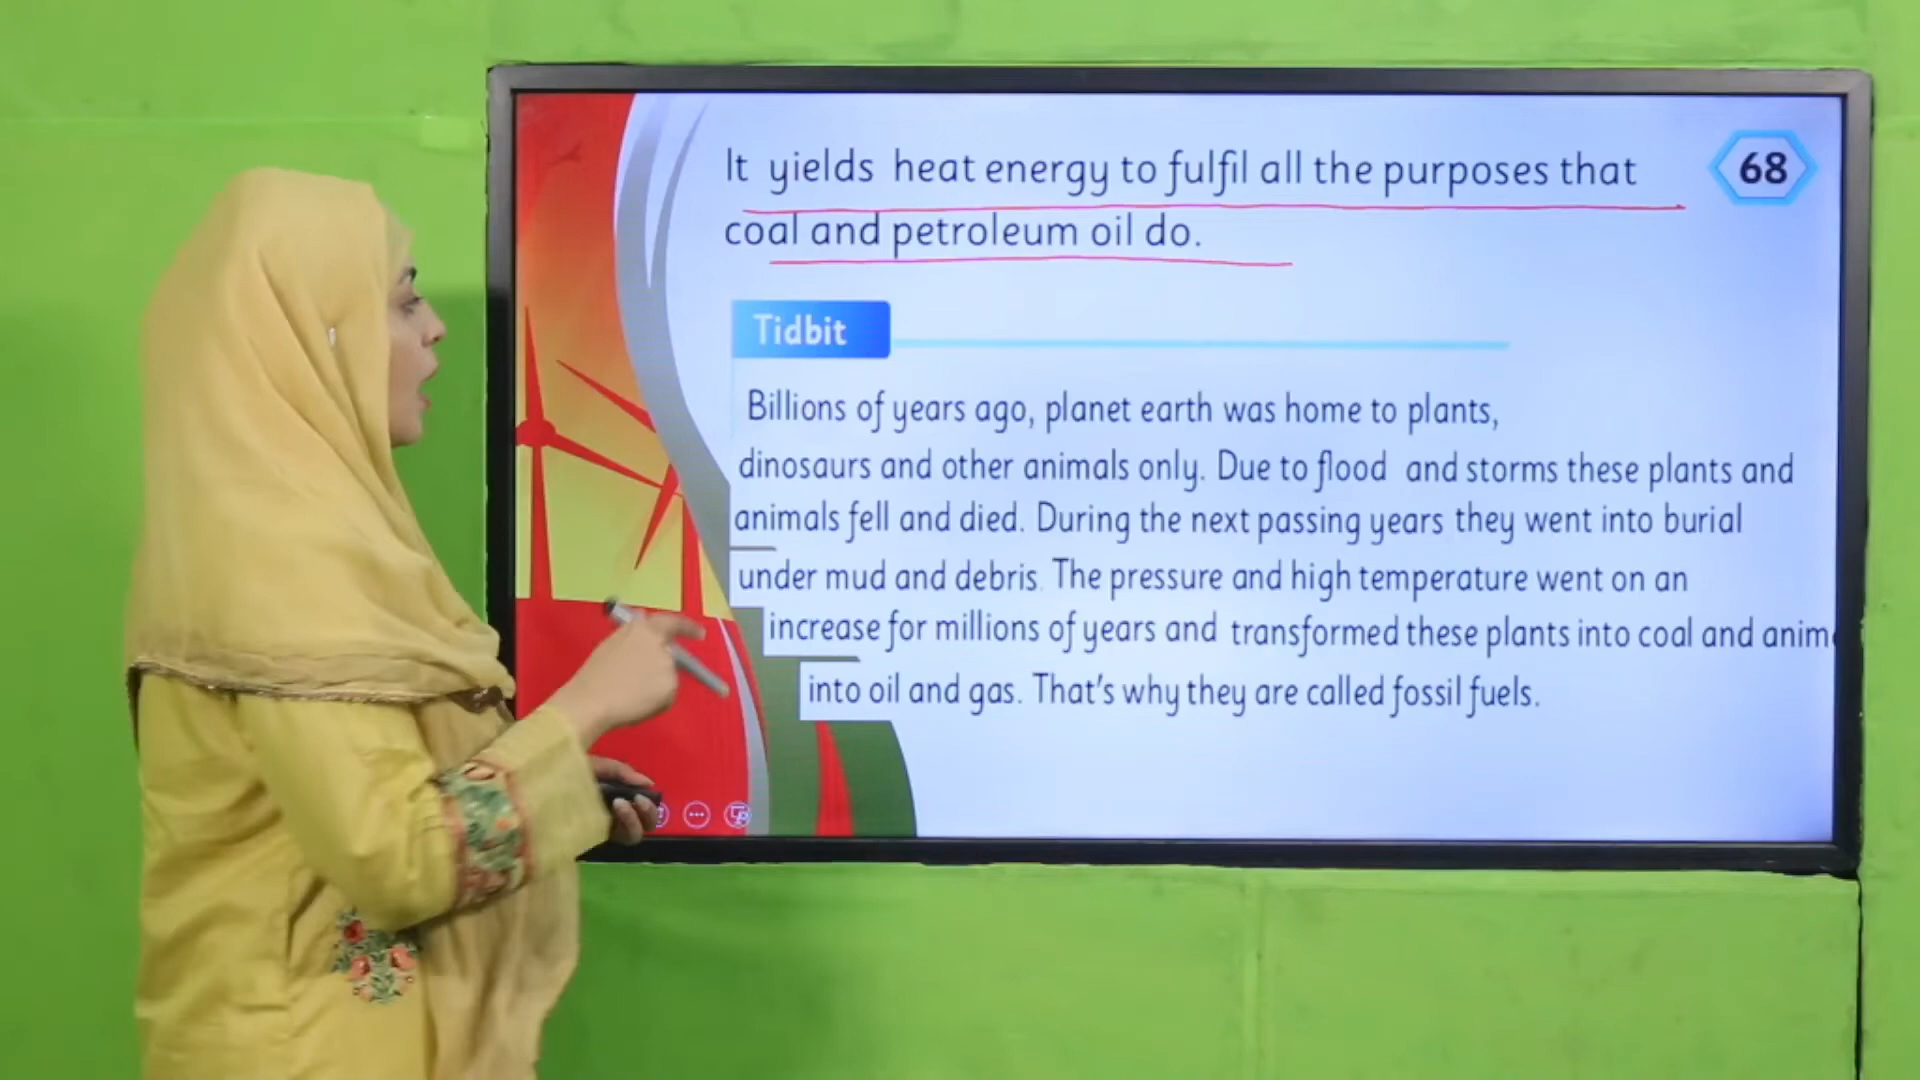 It yields heat energy to fulfil all the purposes that
68
coal and petroleum oil do.
Tidbit
Billions of years ago, planet earth was home to plants,
dinosaurs and other animals only. Due to flood and storms these plants and
animals fell and died. During the next passing years they went into burial
under mud and debris. The pressure and high temperature went on an
increase for millions of years and transformed these plants into coal and
into oil and gas. That's why they are called fossil fuels.